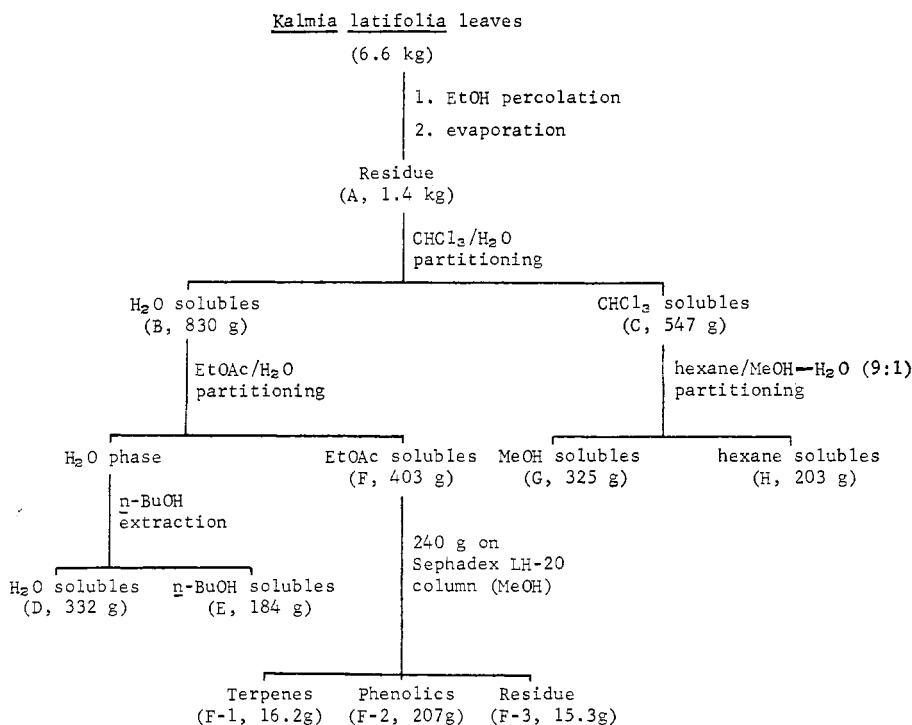 Kalmia latifolia leaves
(6.6 kg)
1. EtOH percolation
2. evaporation
Residue
(A, 1.4 kg)
CHCl₃/H₂O
partitioning
H₂O solubles
(B, 830 g)
CHCl₃ solubles
(C, 547 g)
EtOAc/H₂O
partitioning
hexane/MeOH—H₂O (9:1)
partitioning
H₂O phase
EtOAc solubles
(F, 403 g)
MeOH solubles
(G, 325 g)
hexane solubles
(H, 203 g)
n-BuOH
extraction
240 g on
Sephadex LH-20
column (MeOH)
H₂O solubles
(D, 332 g)
n-BuOH solubles
(E, 184 g)
Terpenes
(F-1, 16.2g)
Phenolics
(F-2, 207g)
Residue
(F-3, 15.3g)